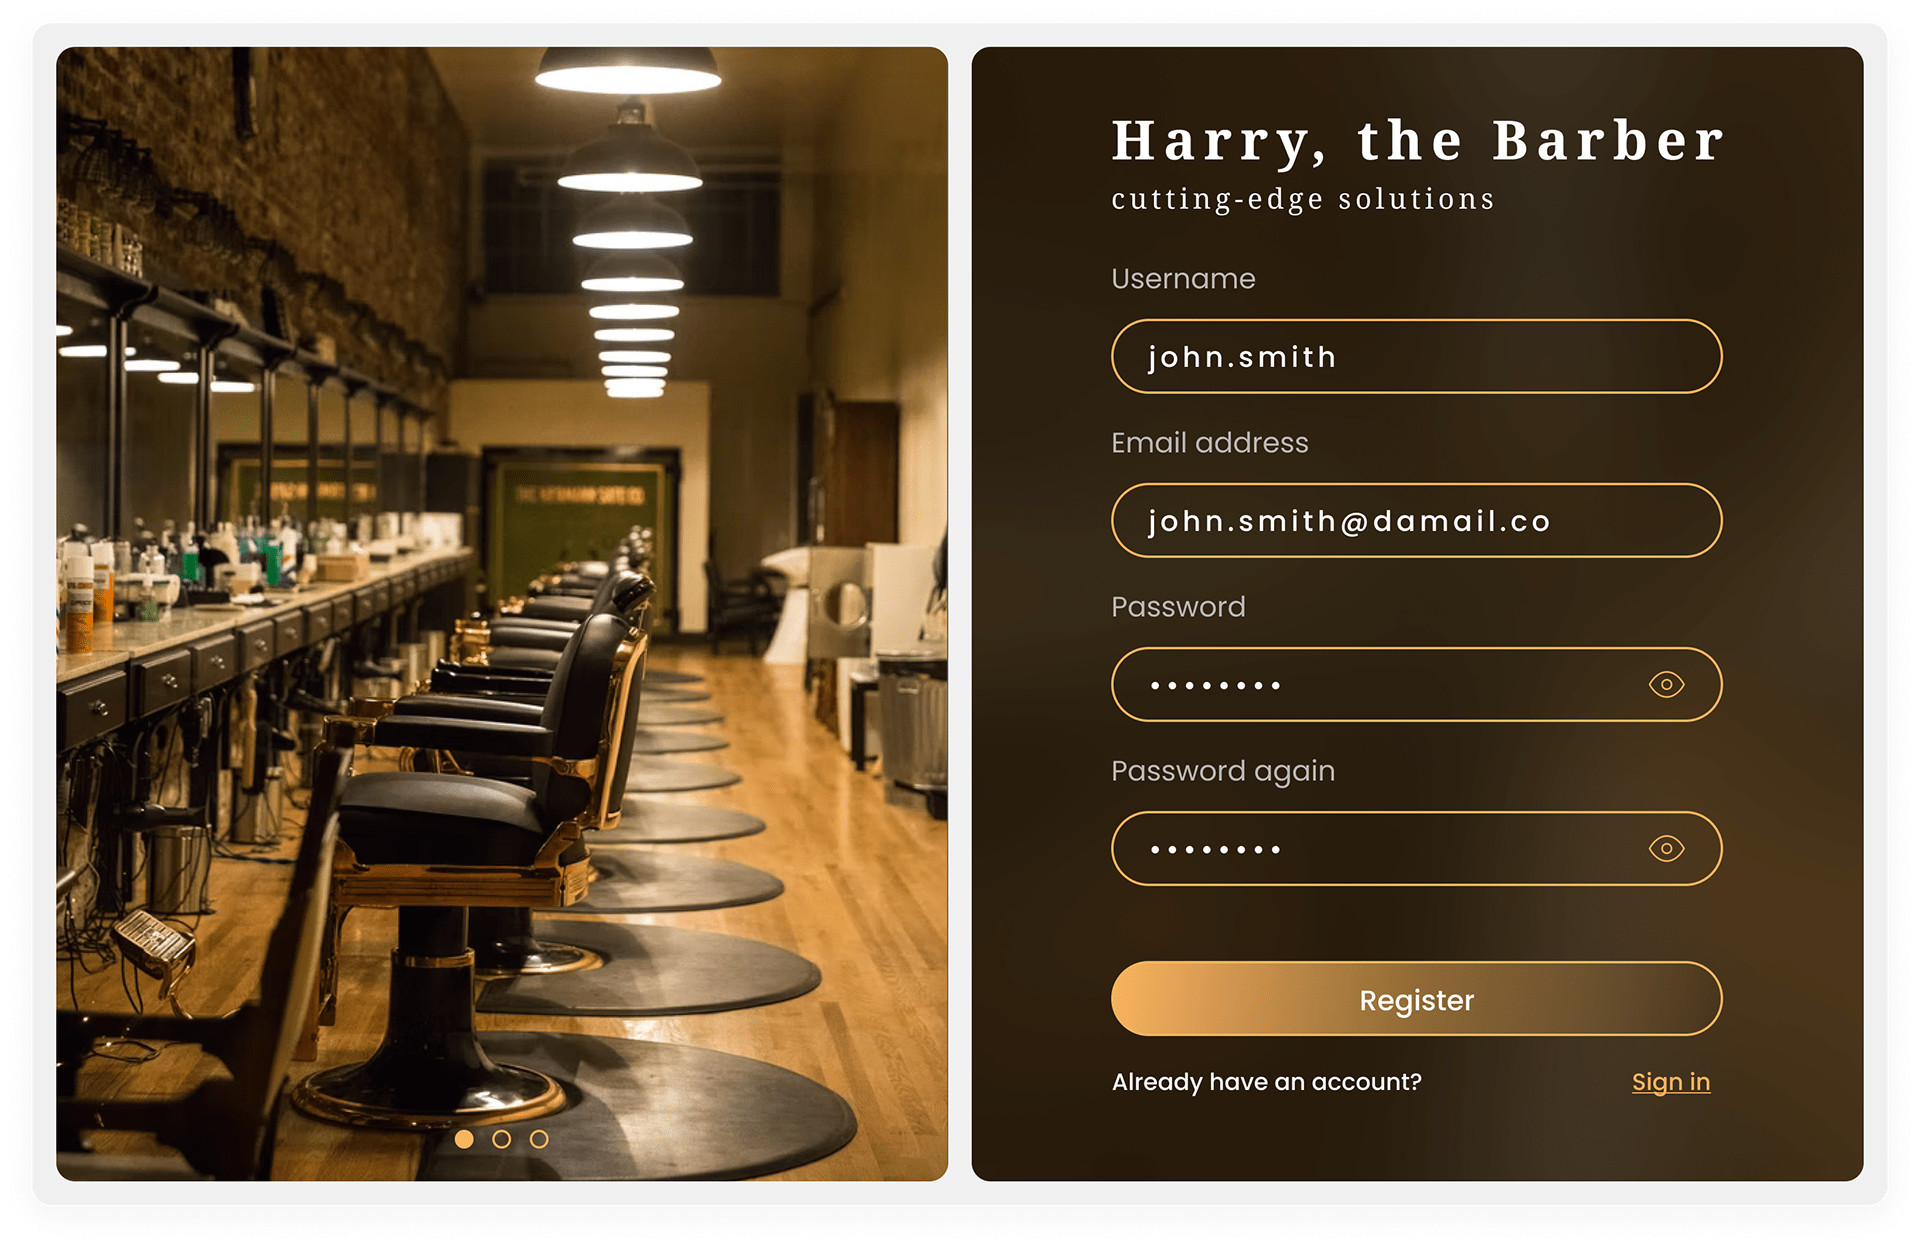 Harry, the Barber
cutting-edge solutions
Username
john.smith
Email address
john.smith@damail.co
Password
••••••••
Password again
••••••••
Register
Already have an account?
Sign in